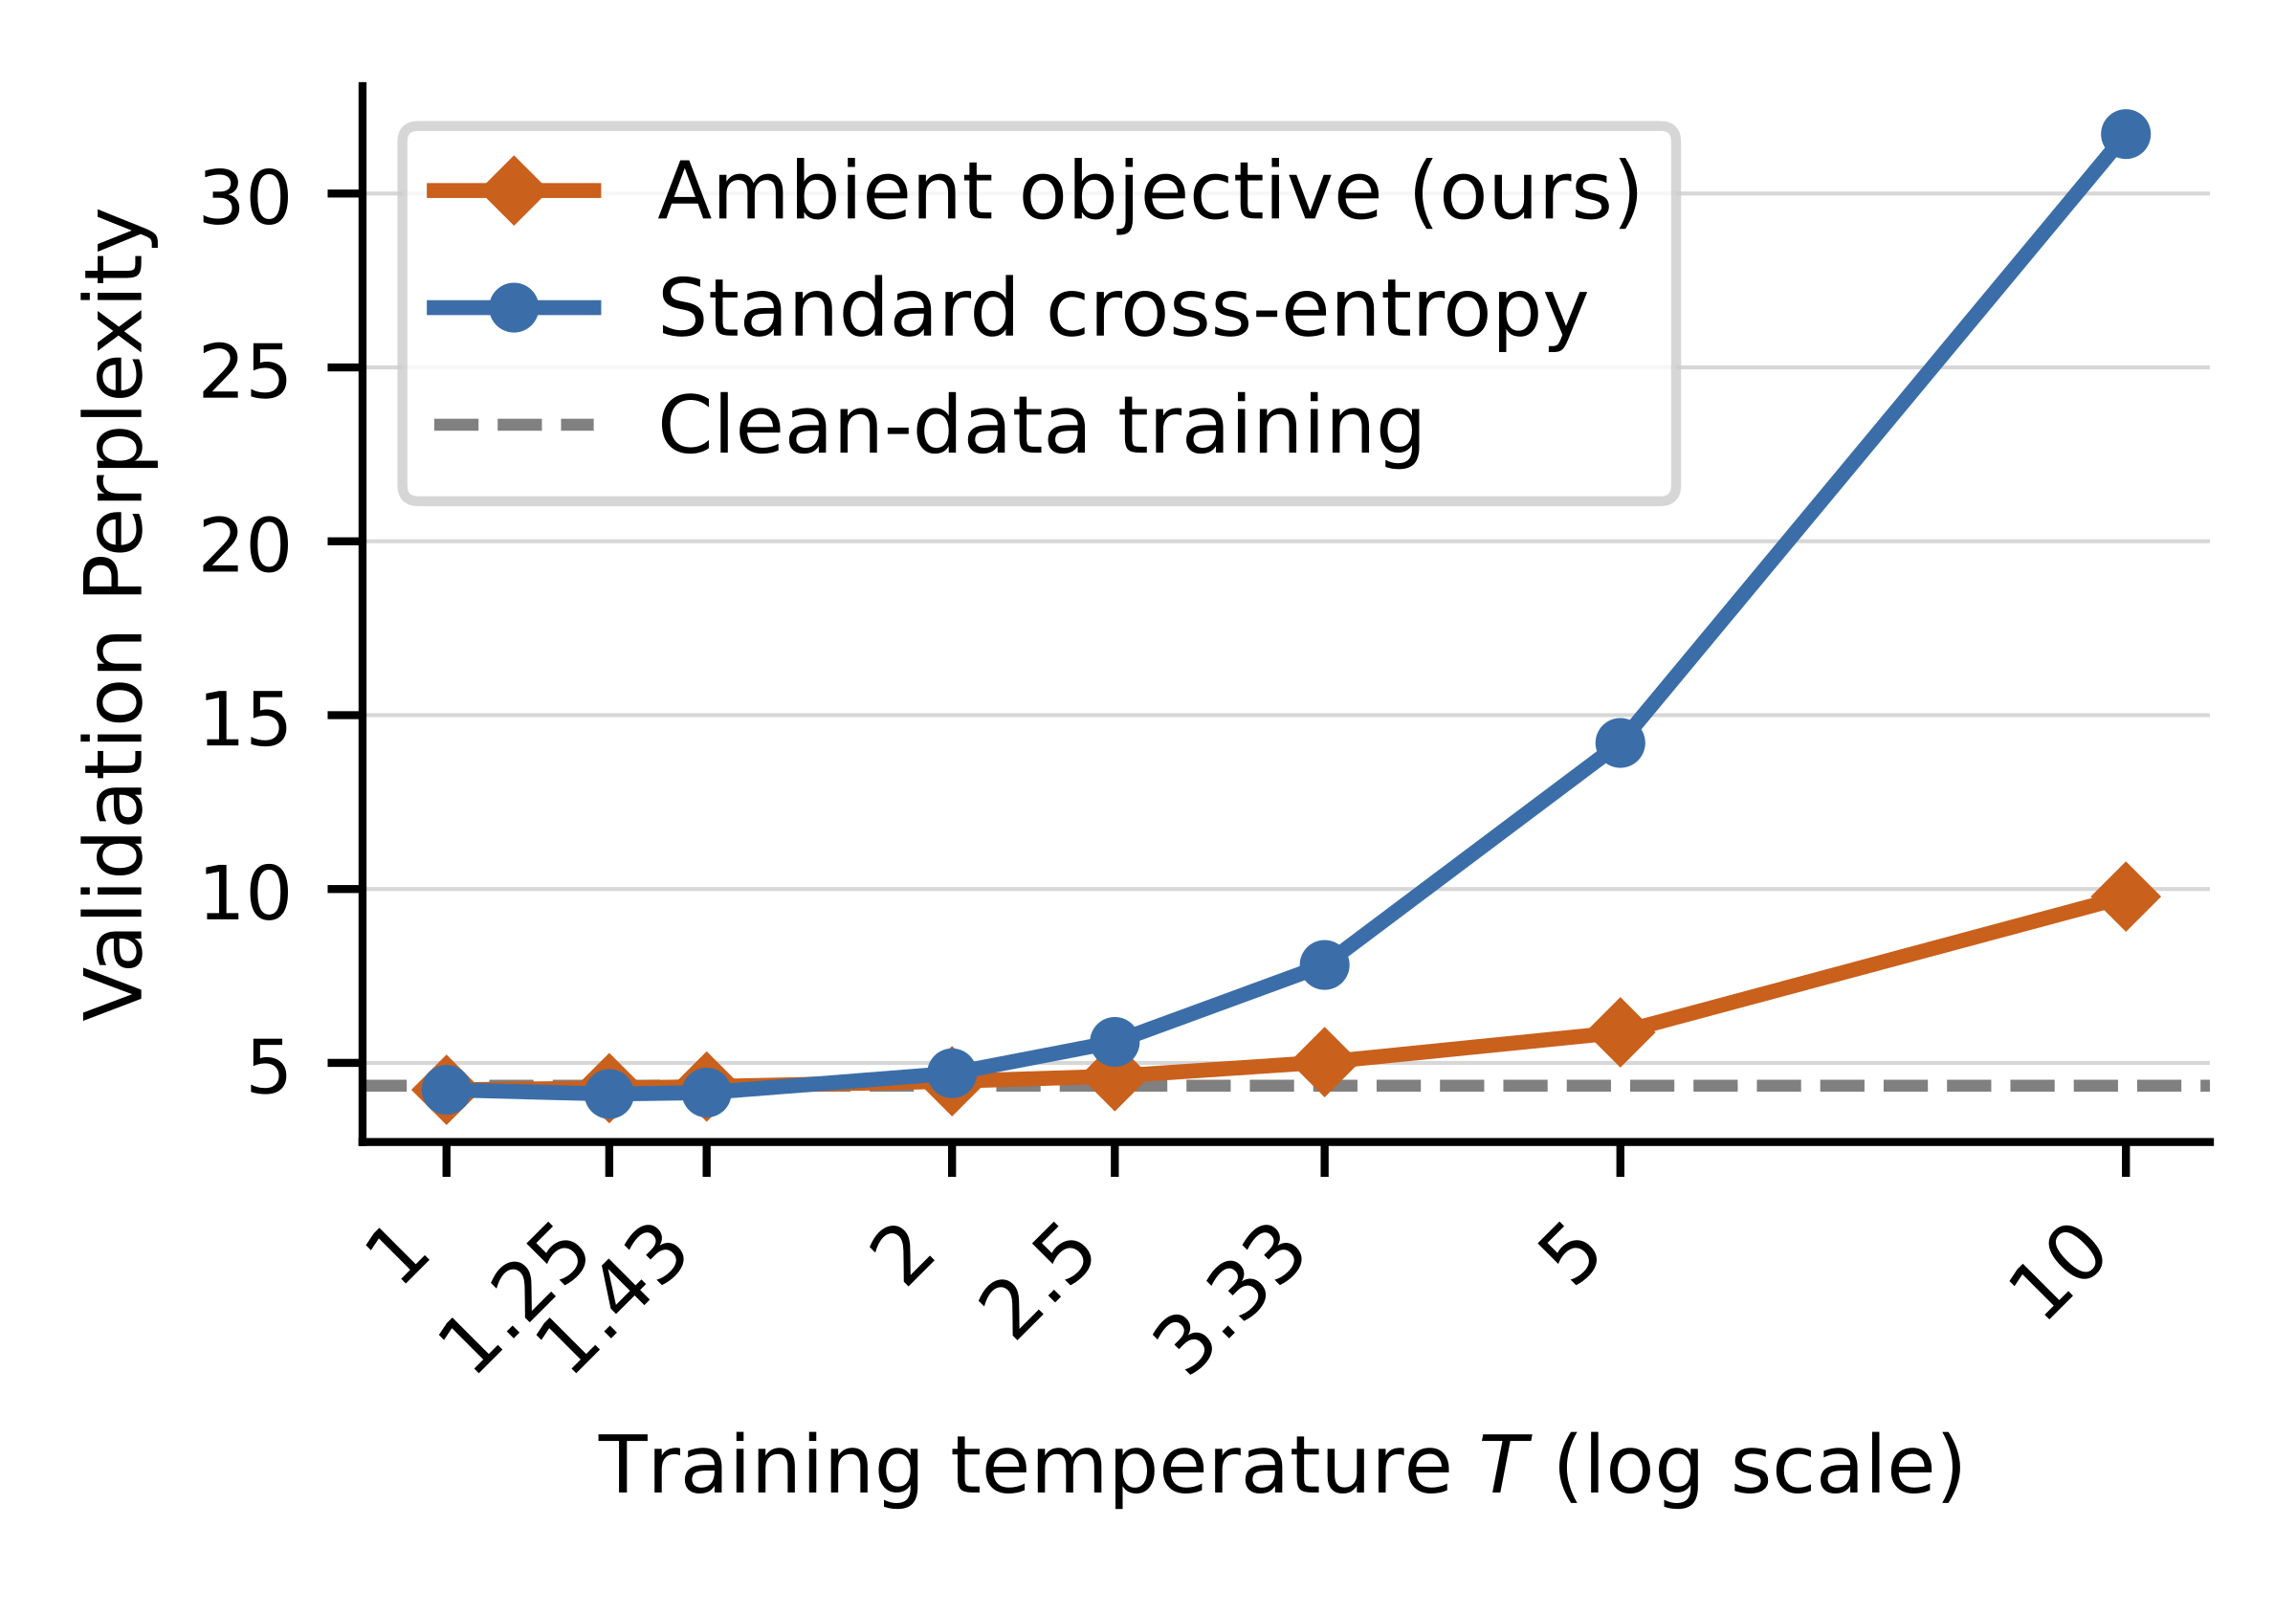 Ambient objective (ours)
Standard cross-entropy
Clean-data training
Validation Perplexity
30
25
20
15
10
5
1
1.25
1.43
2
2.5
3.33
5
10
Training temperature T (log scale)